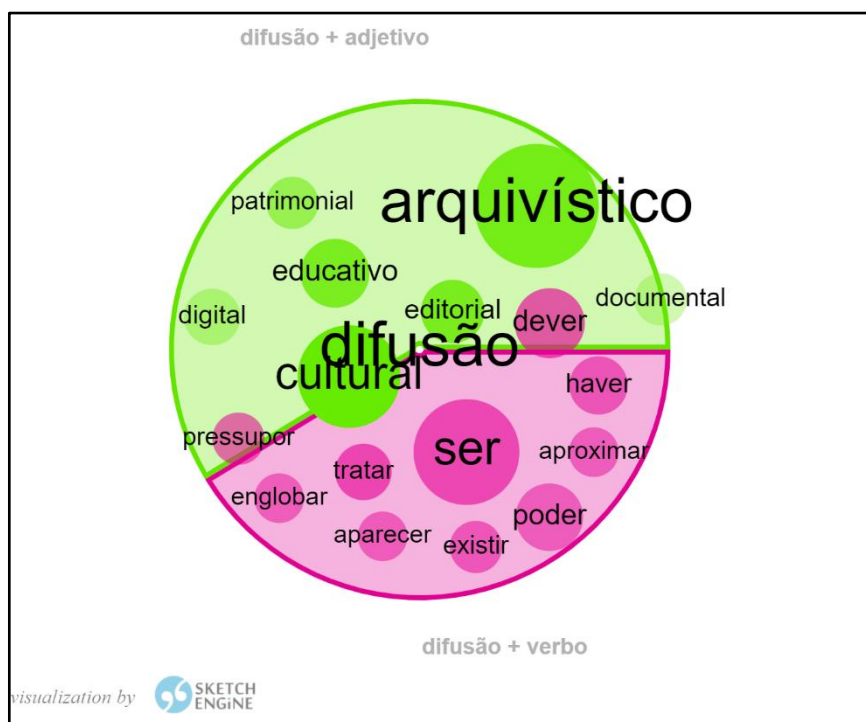 difusão + adjetivo
arquivístico
patrimonial
educativo
documental
digital
editorial
dever
difusão
cultural
haver
pressupor
ser
aproximar
tratar
englobar
poder
aparecer
existir
difusão + verbo
visualization by SKETCH ENGINE